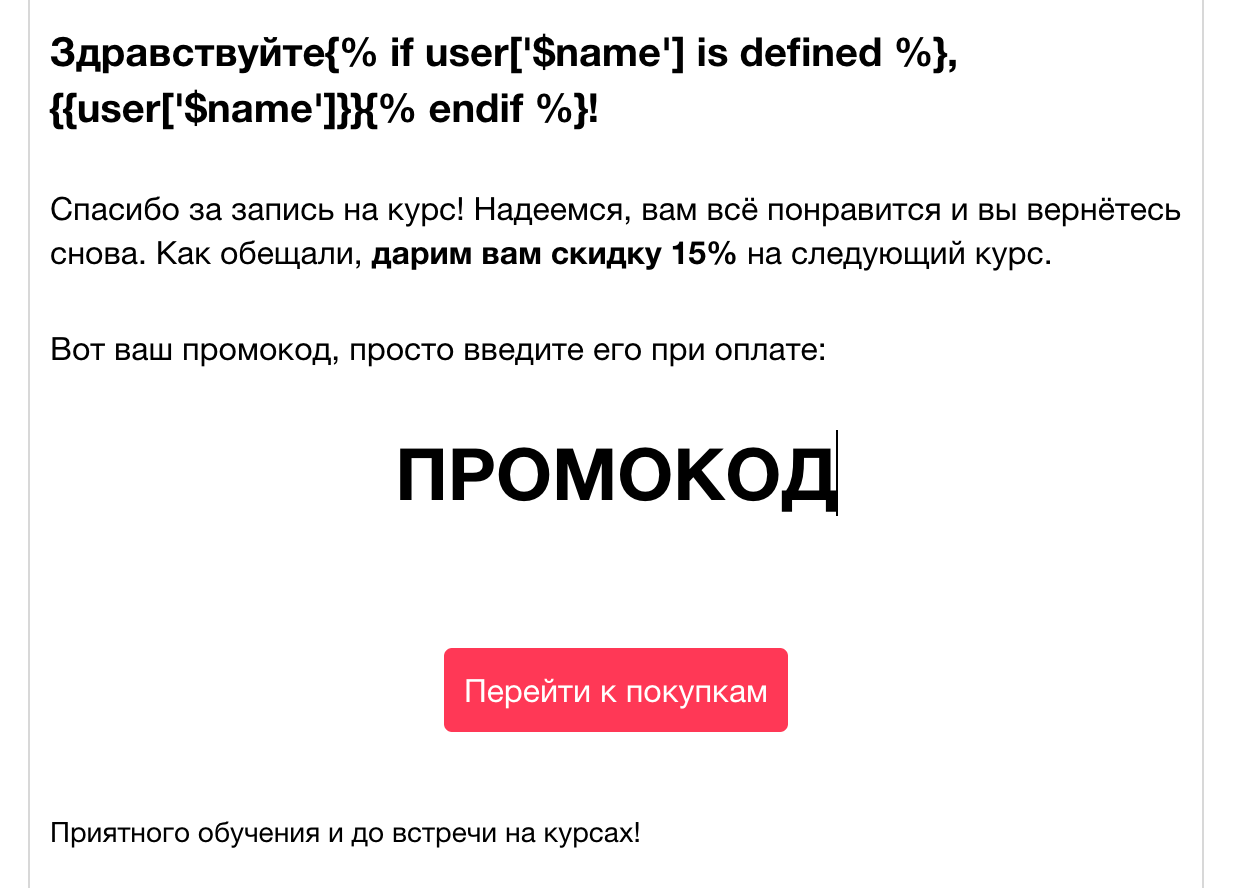 Здравствуйте{% if user['$name'] is defined %},
{{user['$name']}}{% endif %}!
Спасибо за запись на курс! Надеемся, вам всё понравится и вы вернётесь
снова. Как обещали, дарим вам скидку 15% на следующий курс.
Вот ваш промокод, просто введите его при оплате:
ПРОМОКОД
Перейти к покупкам
Приятного обучения и до встречи на курсах!